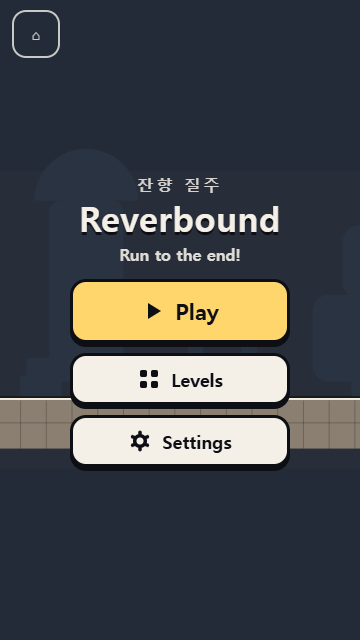 잔향 질주
Reverbound
Run to the end!
Play
Levels
Settings